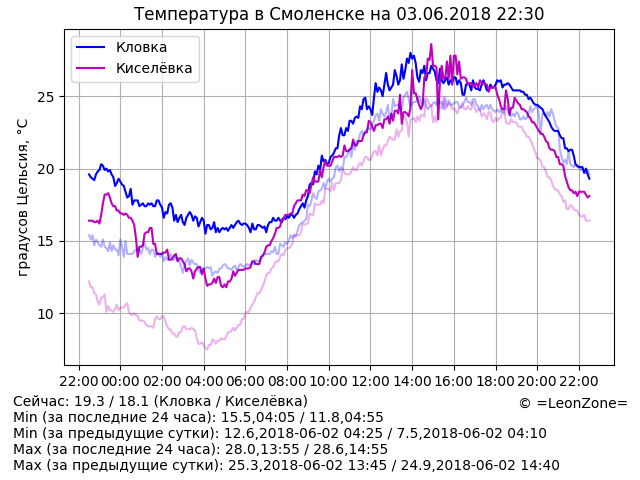 Температура в Смоленске на 03.06.2018 22:30
Кловка
Киселёвка
градусов Цельсия, °C
25
20
15
10
22:00 00:00 02:00 04:00 06:00 08:00 10:00 12:00 14:00 16:00 18:00 20:00 22:00
Сейчас: 19.3 / 18.1 (Кловка / Киселёвка)
© =LeonZone=
Min (за последние 24 часа): 15.5,04:05 / 11.8,04:55
Min (за предыдущие сутки): 12.6,2018-06-02 04:25 / 7.5,2018-06-02 04:10
Max (за последние 24 часа): 28.0,13:55 / 28.6,14:55
Max (за предыдущие сутки): 25.3,2018-06-02 13:45 / 24.9,2018-06-02 14:40